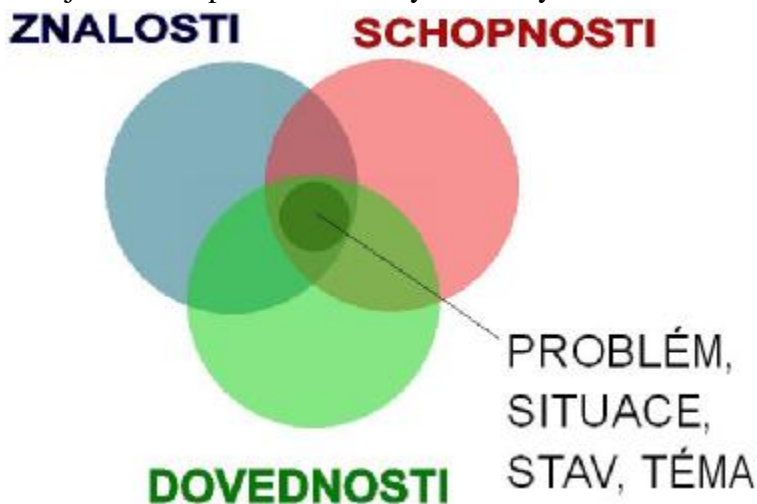 ZNALOSTI
SCHOPNOSTI
PROBLÉM,
SITUACE,
STAV, TÉMA
DOVEDNOSTI